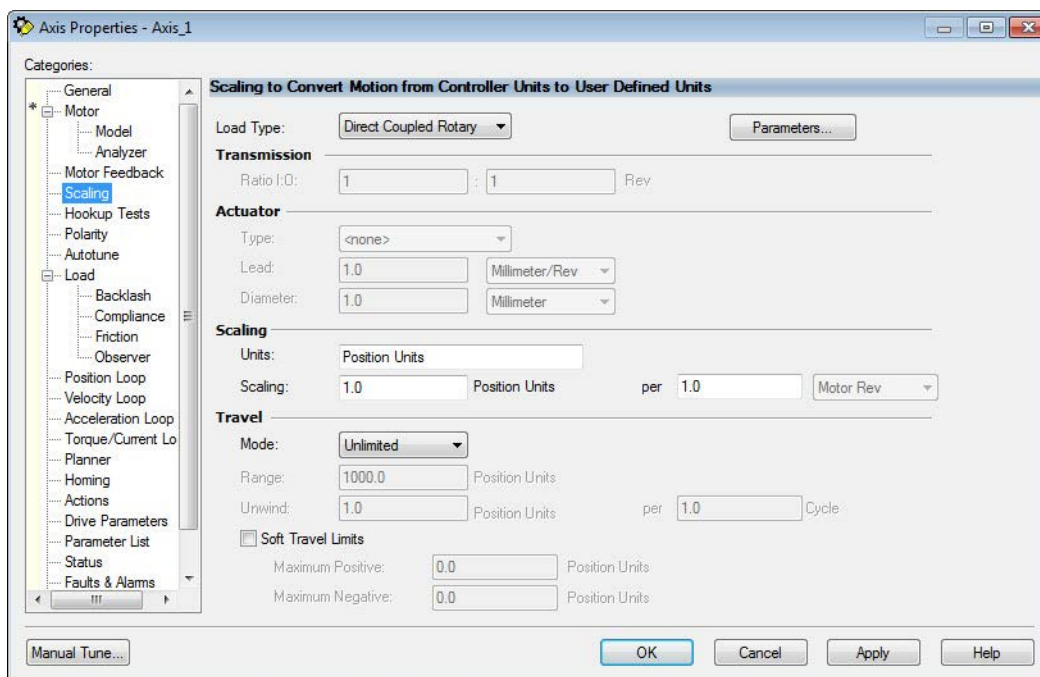 Axis Properties - Axis_1
Categories:
General
* Motor
Model
Analyzer
Motor Feedback
Scaling
Hookup Tests
Polarity
Autotune
Load
Backlash
Compliance
Friction
Observer
Position Loop
Velocity Loop
Acceleration Loop
Torque/Current Lo
Planner
Homing
Actions
Drive Parameters
Parameter List
Status
Faults & Alarms
Scaling to Convert Motion from Controller Units to User Defined Units
Load Type: Direct Coupled Rotary Parameters...
Transmission
Ratio I:O: 1 : 1 Rev
Actuator
Type: <none>
Lead: 1.0 Millimeter/Rev
Diameter: 1.0 Millimeter
Scaling
Units: Position Units
Scaling: 1.0 Position Units per 1.0 Motor Rev
Travel
Mode: Unlimited
Range: 1000.0 Position Units
Unwind: 1.0 Position Units per 1.0 Cycle
Soft Travel Limits
Maximum Positive: 0.0 Position Units
Maximum Negative: 0.0 Position Units
Manual Tune... OK Cancel Apply Help